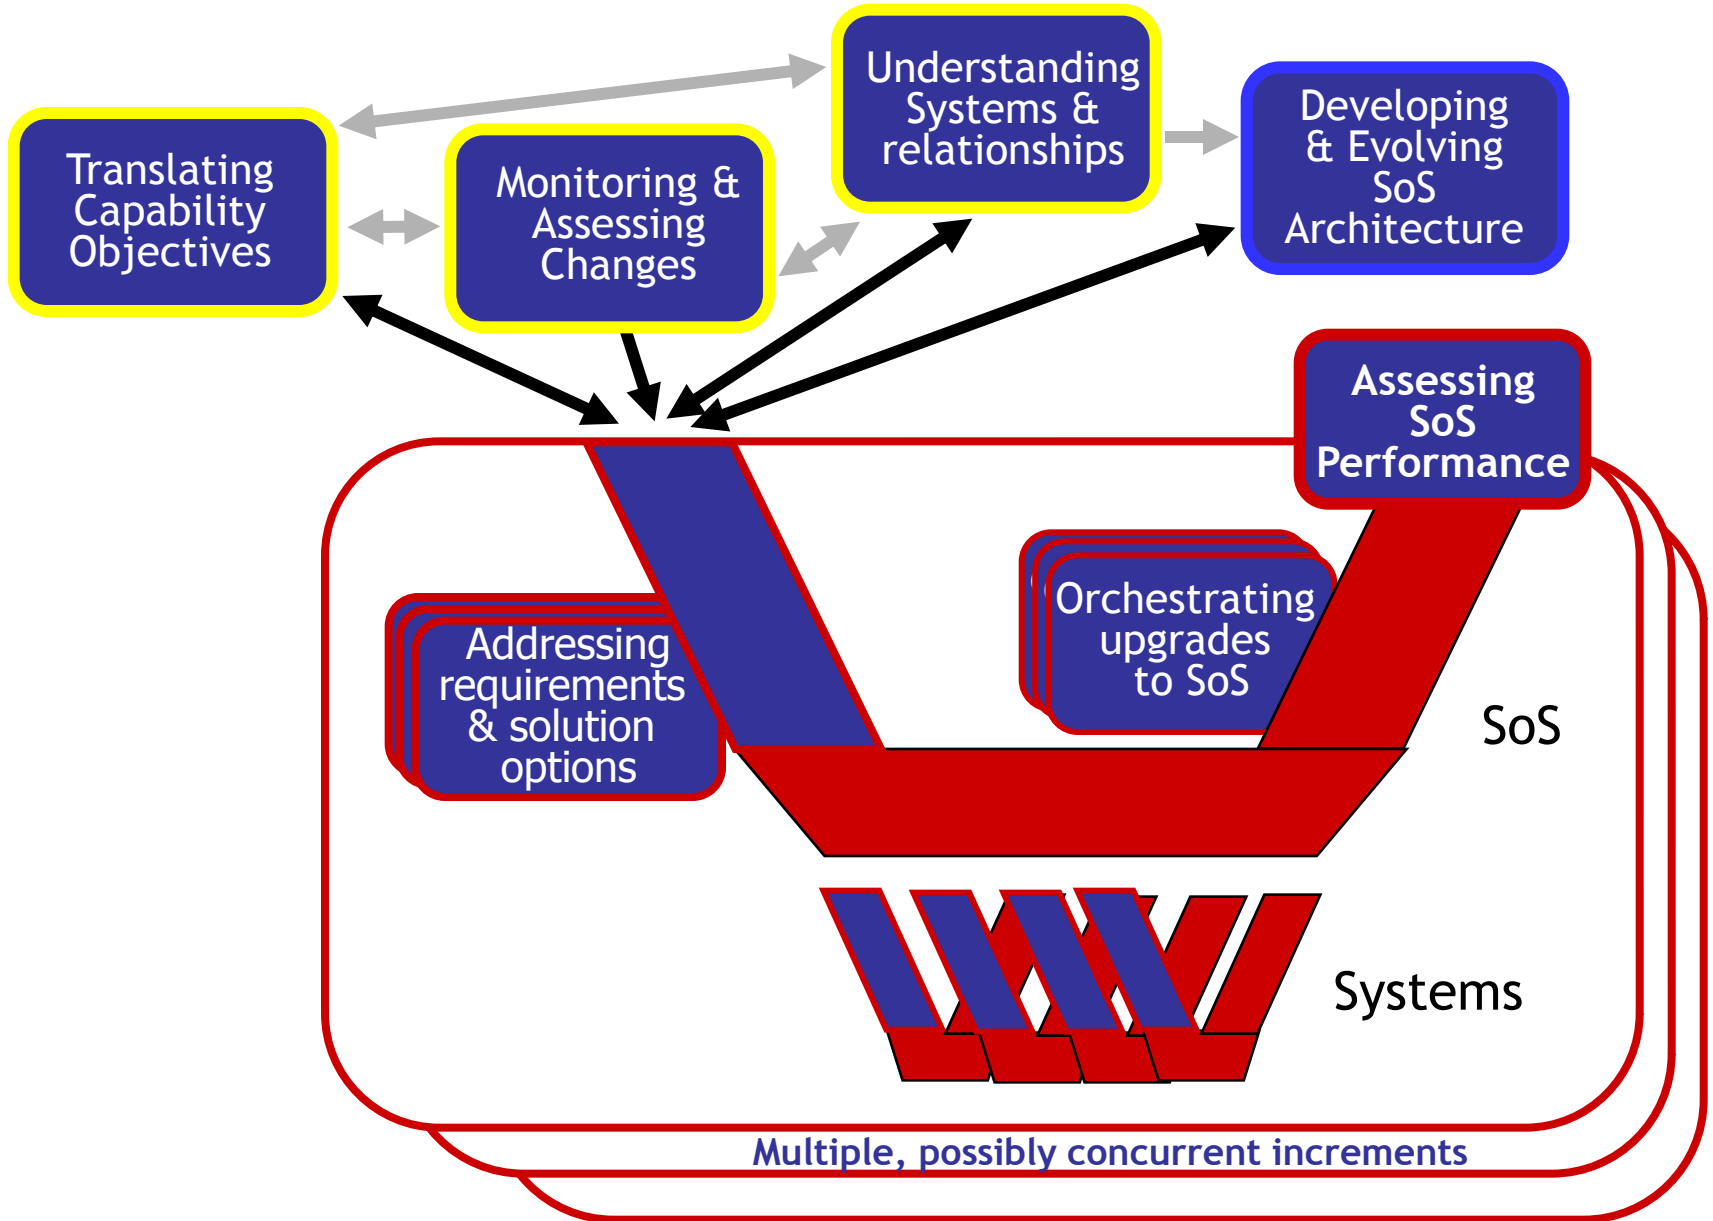 Translating
Capability
Objectives
Monitoring &
Assessing
Changes
Understanding
Systems &
relationships
Developing
& Evolving
SoS
Architecture
Assessing
SoS
Performance
Addressing
requirements
& solution
options
Orchestrating
upgrades
to SoS
SoS
Systems
Multiple, possibly concurrent increments